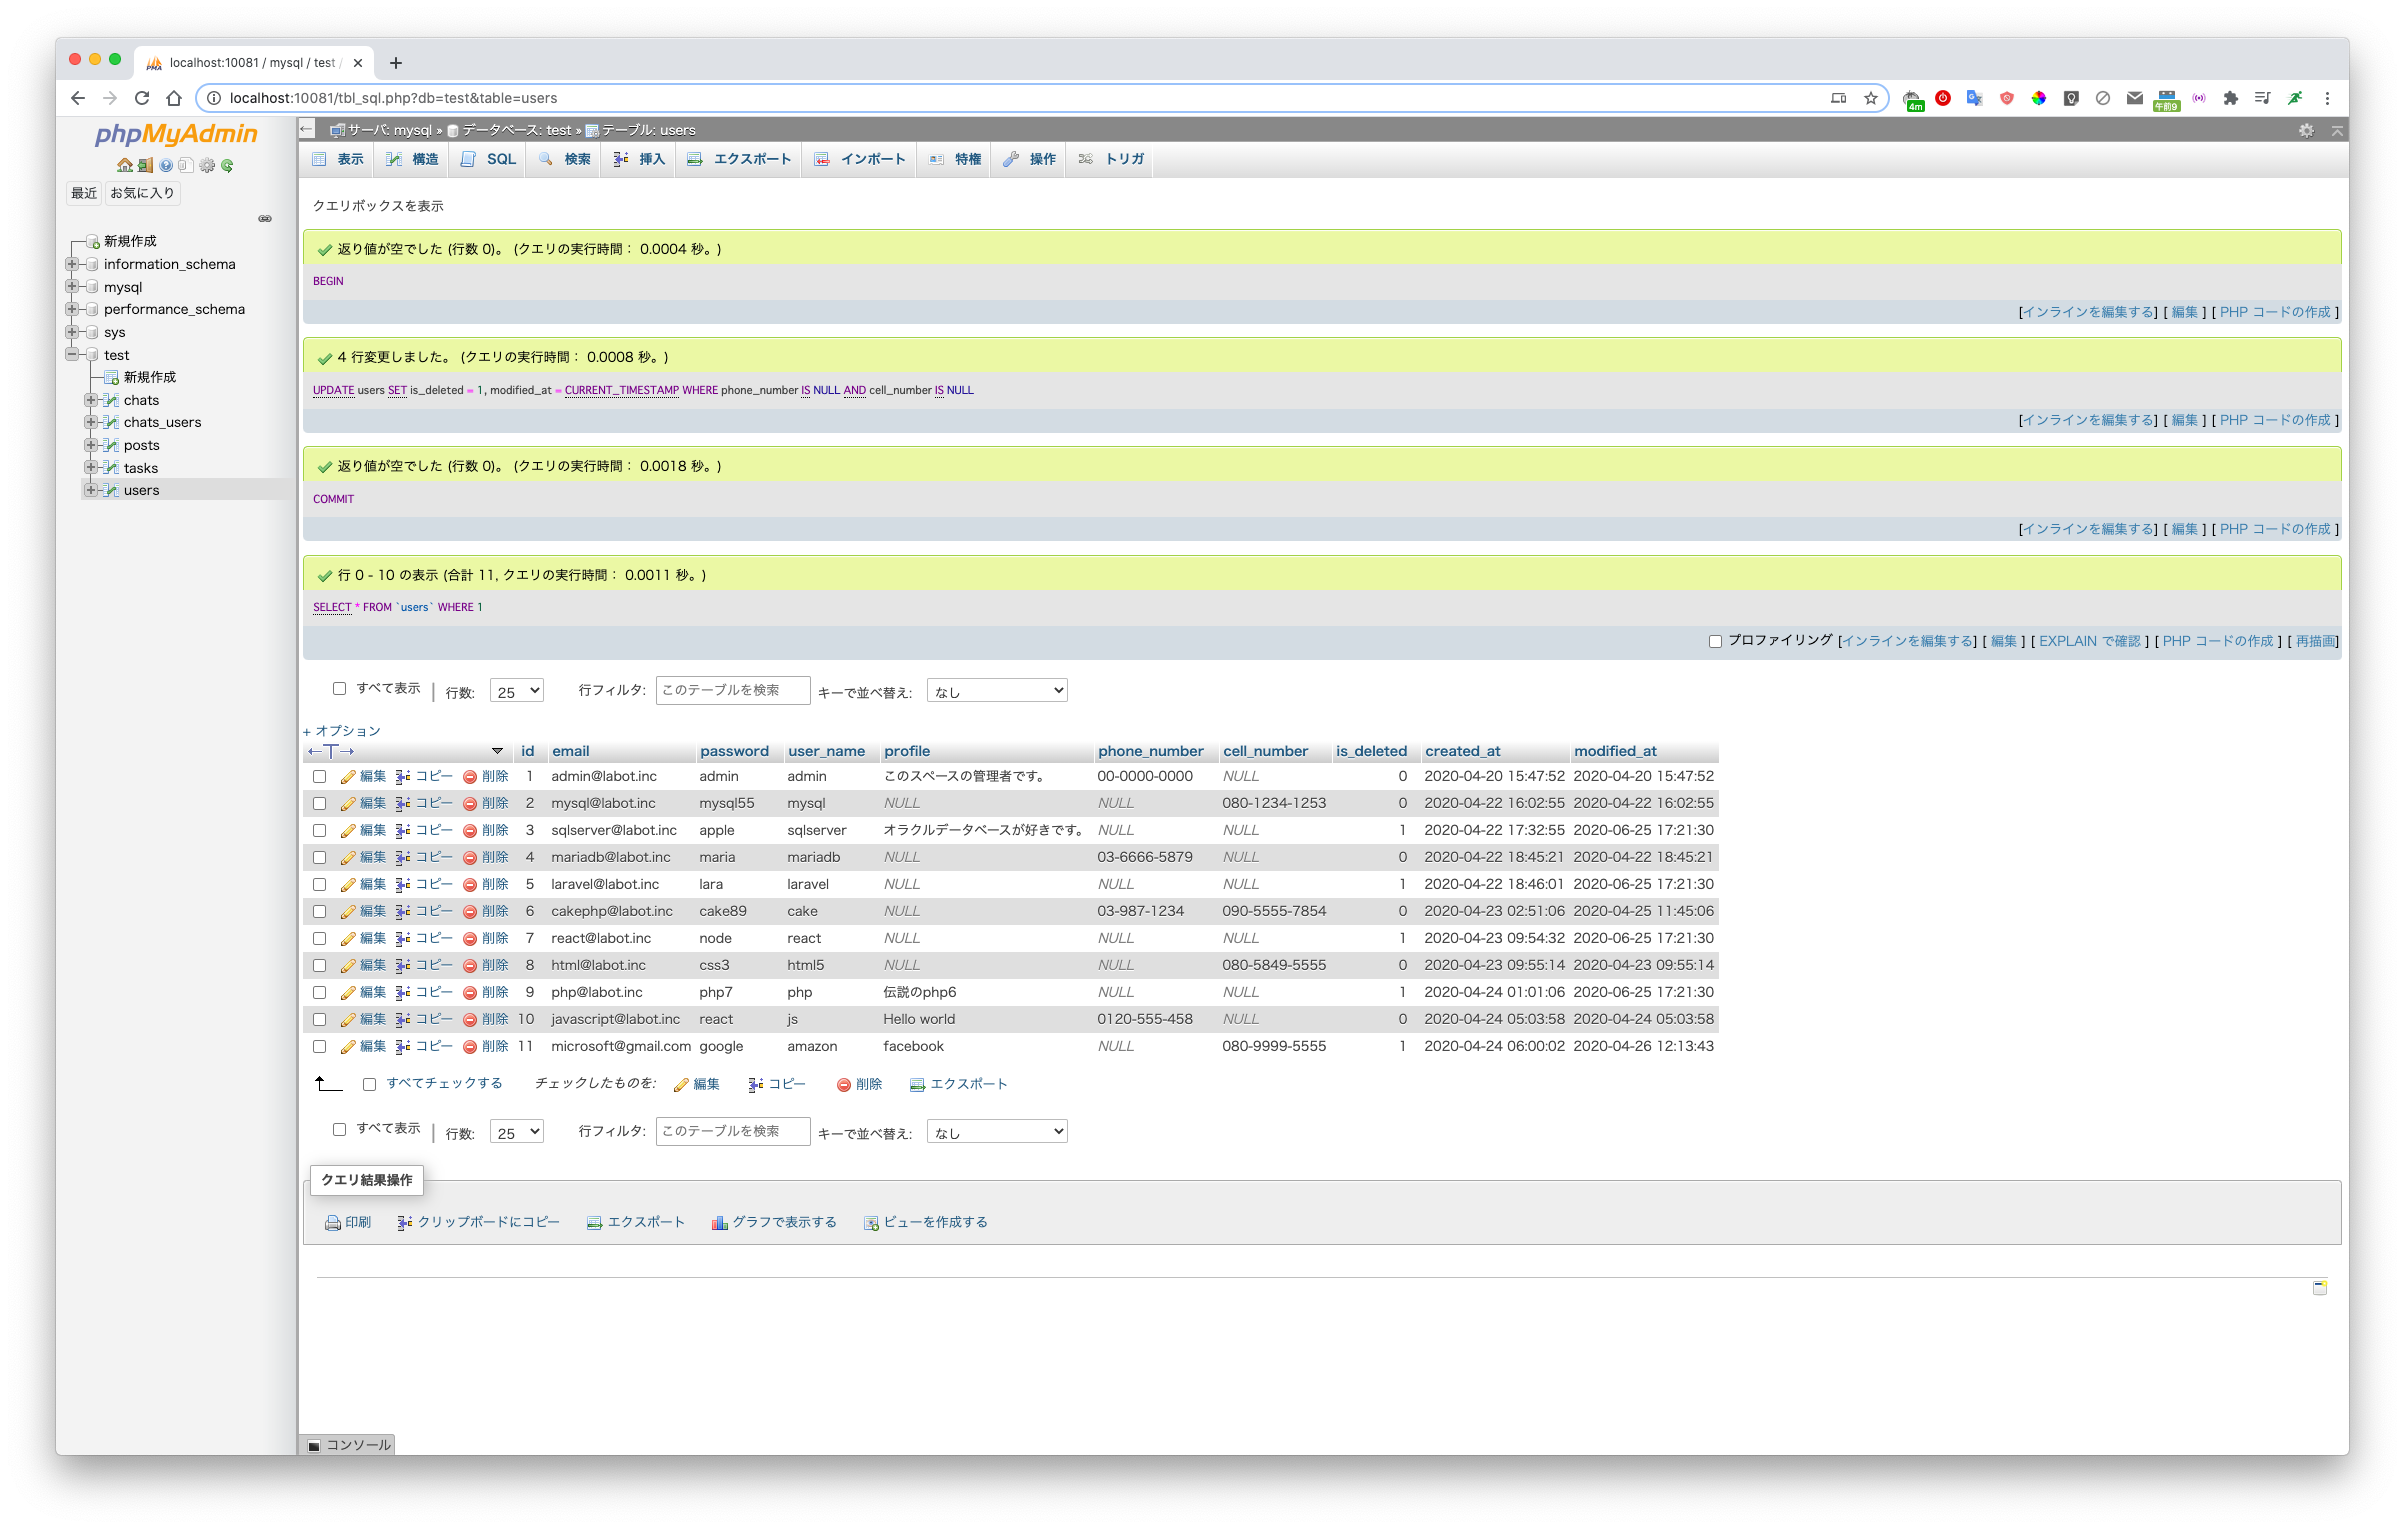 localhost:10081 / mysql / test /
localhost:10081/tbl_sql.php?db=test&table=users
4m
午前9
phpMyAdmin
最近 お気に入り
新規作成
information_schema
mysql
performance_schema
sys
test
新規作成
chats
chats_users
posts
tasks
users
サーバ: mysql » データベース: test » テーブル: users
表示 構造 SQL 検索 挿入 エクスポート インポート 特権 操作 トリガ
クエリボックスを表示
返り値が空でした (行数 0)。 (クエリの実行時間： 0.0004 秒。)
BEGIN
[インラインを編集する] [ 編集 ] [ PHP コードの作成 ]
4 行変更しました。 (クエリの実行時間： 0.0008 秒。)
UPDATE users SET is_deleted = 1, modified_at = CURRENT_TIMESTAMP WHERE phone_number IS NULL AND cell_number IS NULL
[インラインを編集する] [ 編集 ] [ PHP コードの作成 ]
返り値が空でした (行数 0)。 (クエリの実行時間： 0.0018 秒。)
COMMIT
[インラインを編集する] [ 編集 ] [ PHP コードの作成 ]
行 0 - 10 の表示 (合計 11, クエリの実行時間： 0.0011 秒。)
SELECT * FROM `users` WHERE 1
プロファイリング [インラインを編集する] [ 編集 ] [ EXPLAIN で確認 ] [ PHP コードの作成 ] [ 再描画]
すべて表示 | 行数: 25 行フィルタ: このテーブルを検索 キーで並べ替え: なし
+ オプション
←T→ id email password user_name profile phone_number cell_number is_deleted created_at modified_at
編集 コピー 削除 1 admin@labot.inc admin admin このスペースの管理者です。 00-0000-0000 NULL 0 2020-04-20 15:47:52 2020-04-20 15:47:52
編集 コピー 削除 2 mysql@labot.inc mysql55 mysql NULL NULL 080-1234-1253 0 2020-04-22 16:02:55 2020-04-22 16:02:55
編集 コピー 削除 3 sqlserver@labot.inc apple sqlserver オラクルデータベースが好きです。 NULL NULL 1 2020-04-22 17:32:55 2020-06-25 17:21:30
編集 コピー 削除 4 mariadb@labot.inc maria mariadb NULL 03-6666-5879 NULL 0 2020-04-22 18:45:21 2020-04-22 18:45:21
編集 コピー 削除 5 laravel@labot.inc lara laravel NULL NULL NULL 1 2020-04-22 18:46:01 2020-06-25 17:21:30
編集 コピー 削除 6 cakephp@labot.inc cake89 cake NULL 03-987-1234 090-5555-7854 0 2020-04-23 02:51:06 2020-04-25 11:45:06
編集 コピー 削除 7 react@labot.inc node react NULL NULL NULL 1 2020-04-23 09:54:32 2020-06-25 17:21:30
編集 コピー 削除 8 html@labot.inc css3 html5 NULL NULL 080-5849-5555 0 2020-04-23 09:55:14 2020-04-23 09:55:14
編集 コピー 削除 9 php@labot.inc php7 php 伝説のphp6 NULL NULL 1 2020-04-24 01:01:06 2020-06-25 17:21:30
編集 コピー 削除 10 javascript@labot.inc react js Hello world 0120-555-458 NULL 0 2020-04-24 05:03:58 2020-04-24 05:03:58
編集 コピー 削除 11 microsoft@gmail.com google amazon facebook NULL 080-9999-5555 1 2020-04-24 06:00:02 2020-04-26 12:13:43
すべてチェックする チェックしたものを: 編集 コピー 削除 エクスポート
すべて表示 | 行数: 25 行フィルタ: このテーブルを検索 キーで並べ替え: なし
クエリ結果操作
印刷 クリップボードにコピー エクスポート グラフで表示する ビューを作成する
コンソール